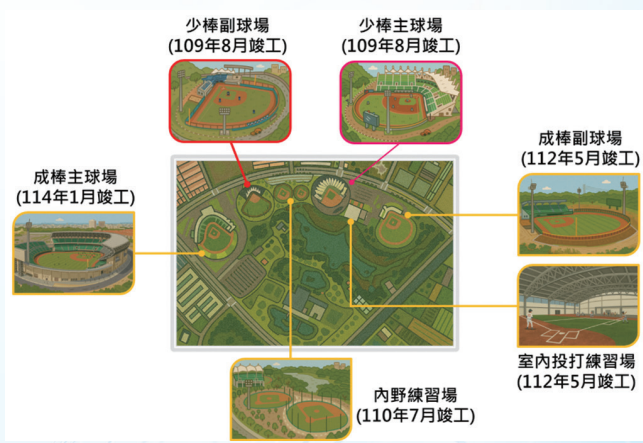 少棒副球場
(109年8月竣工)
少棒主球場
(109年8月竣工)
成棒副球場
(112年5月竣工)
成棒主球場
(114年1月竣工)
室內投打練習場
(112年5月竣工)
內野練習場
(110年7月竣工)